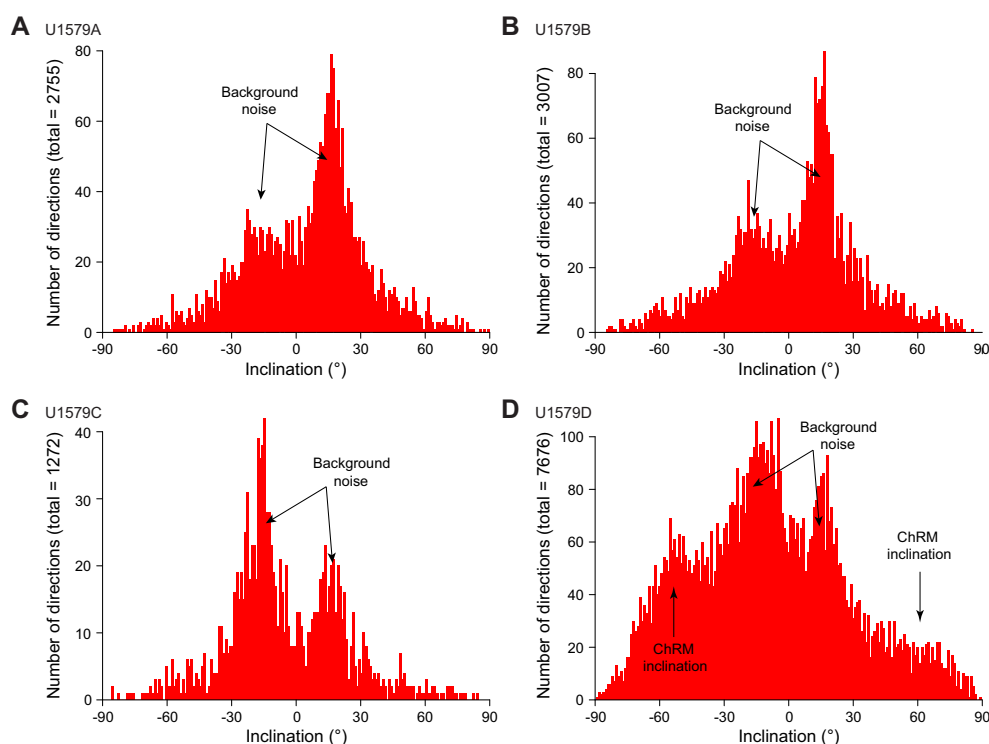 A U1579A
Number of directions (total = 2755)
80
60
40
20
0
Background
noise
-90 -60 -30 0 30 60 90
Inclination (°)
B U1579B
Number of directions (total = 3007)
80
60
40
20
0
Background
noise
-90 -60 -30 0 30 60 90
Inclination (°)
C U1579C
Number of directions (total = 1272)
40
30
20
10
0
Background
noise
-90 -60 -30 0 30 60 90
Inclination (°)
D U1579D
Number of directions (total = 7676)
100
80
60
40
20
0
Background
noise
ChRM
inclination
ChRM
inclination
-90 -60 -30 0 30 60 90
Inclination (°)